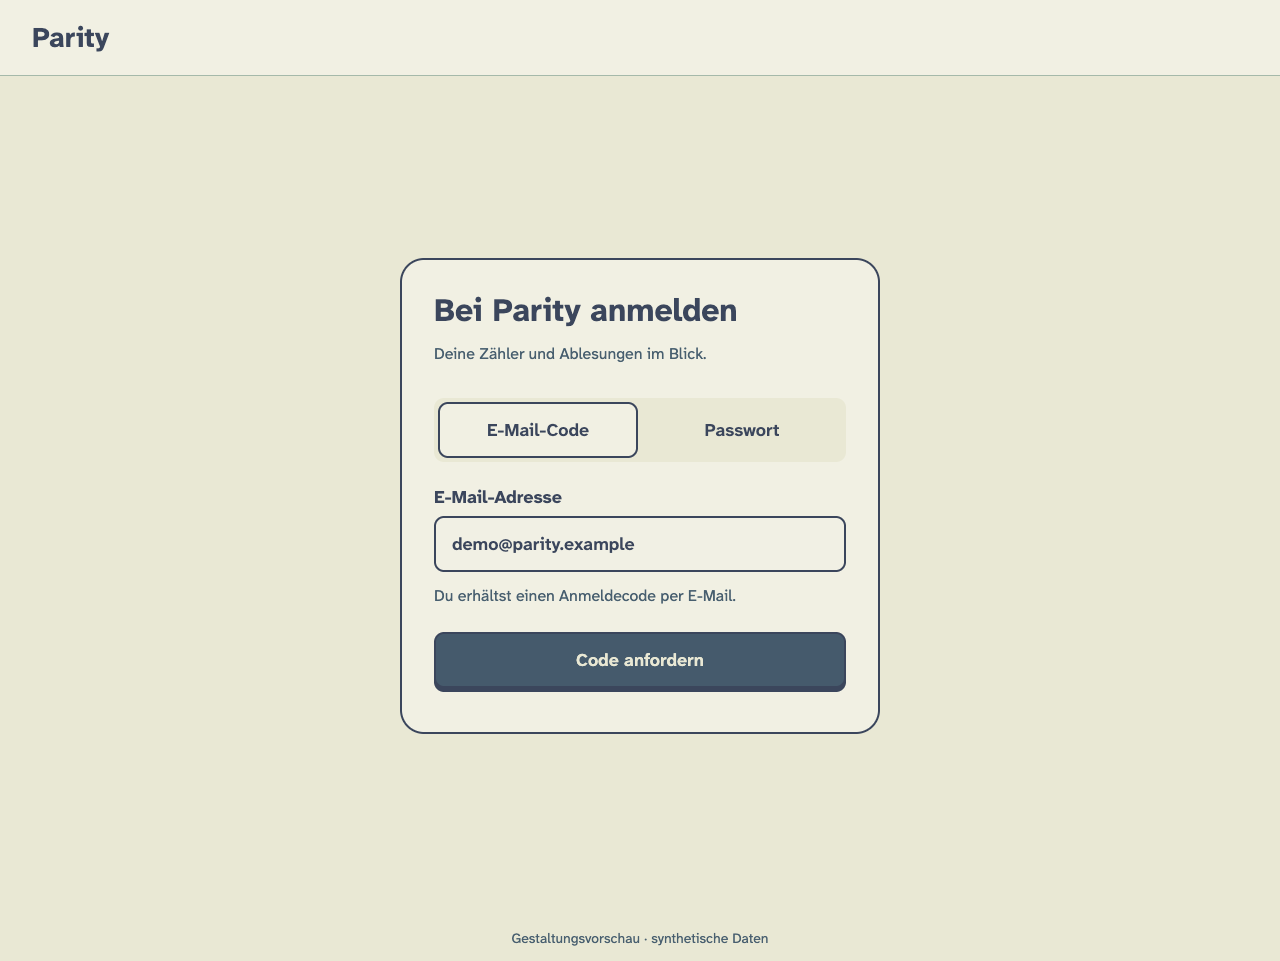 Parity
Bei Parity anmelden
Deine Zähler und Ablesungen im Blick.
E-Mail-Code
Passwort
E-Mail-Adresse
demo@parity.example
Du erhältst einen Anmeldecode per E-Mail.
Code anfordern
Gestaltungsvorschau · synthetische Daten